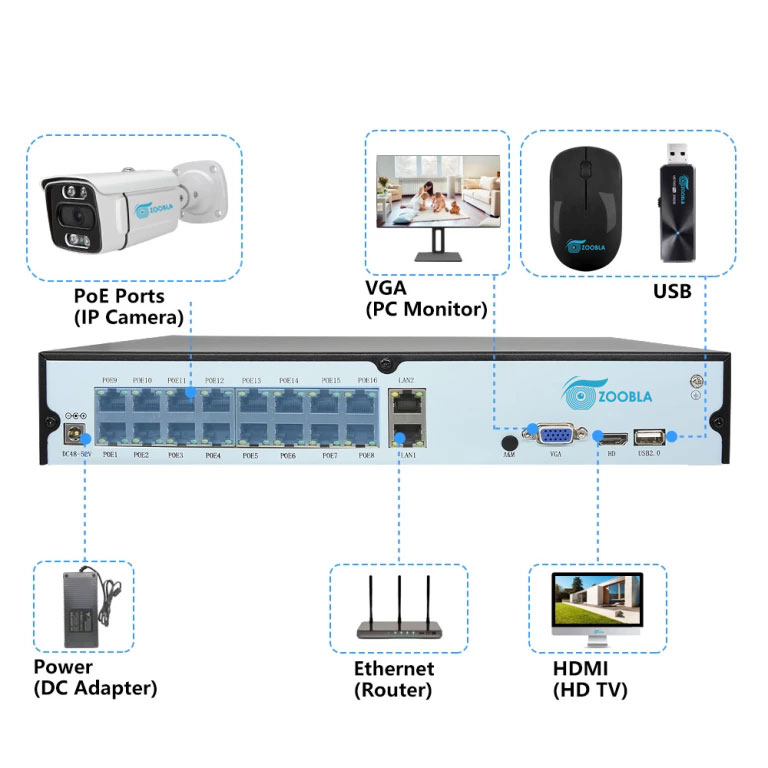 ZOOBLA
ZOOBLA
PoE Ports
(IP Camera)
VGA
(PC Monitor)
USB
POE9 POE10 POE11 POE12 POE13 POE14 POE15 POE16 LAN2
ZOOBLA
DC48-52V POE1 POE2 POE3 POE4 POE5 POE6 POE7 POE8 LAN1 VGA HD USB2.0
Power
(DC Adapter)
Ethernet
(Router)
HDMI
(HD TV)